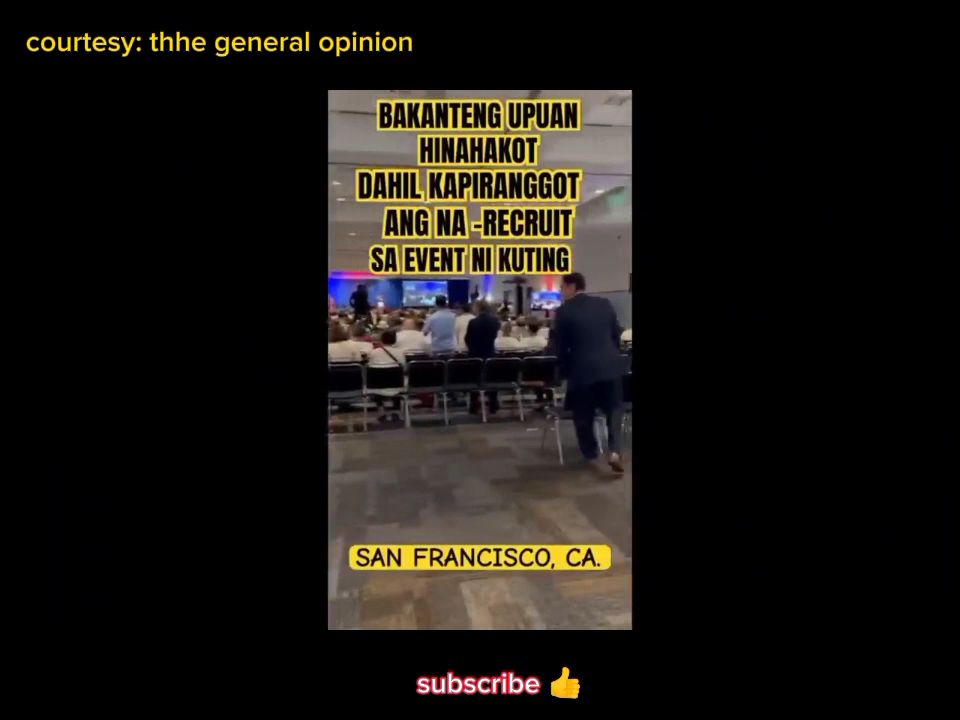 courtesy: thhe general opinion
BAKANTENG UPUAN
HINAHAKOT
DAHIL KAPIRANGGOT
ANG NA -RECRUIT
SA EVENT NI KUTING
SAN FRANCISCO, CA.
subscribe 👍